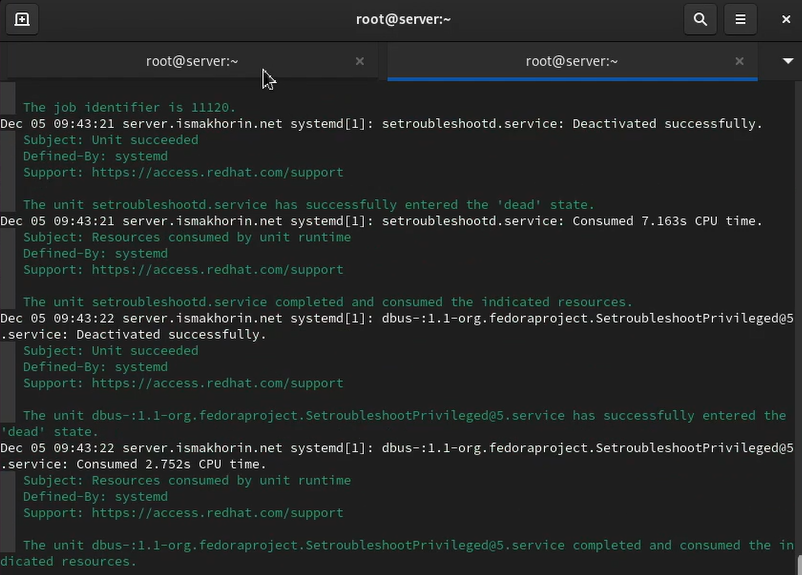 root@server:~
root@server:~
root@server:~
The job identifier is 11120.
Dec 05 09:43:21 server.ismakhorin.net systemd[1]: setroubleshootd.service: Deactivated successfully.
Subject: Unit succeeded
Defined-By: systemd
Support: https://access.redhat.com/support
The unit setroubleshootd.service has successfully entered the 'dead' state.
Dec 05 09:43:21 server.ismakhorin.net systemd[1]: setroubleshootd.service: Consumed 7.163s CPU time.
Subject: Resources consumed by unit runtime
Defined-By: systemd
Support: https://access.redhat.com/support
The unit setroubleshootd.service completed and consumed the indicated resources.
Dec 05 09:43:22 server.ismakhorin.net systemd[1]: dbus-:1.1-org.fedoraproject.SetroubleshootPrivileged@5
.service: Deactivated successfully.
Subject: Unit succeeded
Defined-By: systemd
Support: https://access.redhat.com/support
The unit dbus-:1.1-org.fedoraproject.SetroubleshootPrivileged@5.service has successfully entered the
'dead' state.
Dec 05 09:43:22 server.ismakhorin.net systemd[1]: dbus-:1.1-org.fedoraproject.SetroubleshootPrivileged@5
.service: Consumed 2.752s CPU time.
Subject: Resources consumed by unit runtime
Defined-By: systemd
Support: https://access.redhat.com/support
The unit dbus-:1.1-org.fedoraproject.SetroubleshootPrivileged@5.service completed and consumed the in
dicated resources.